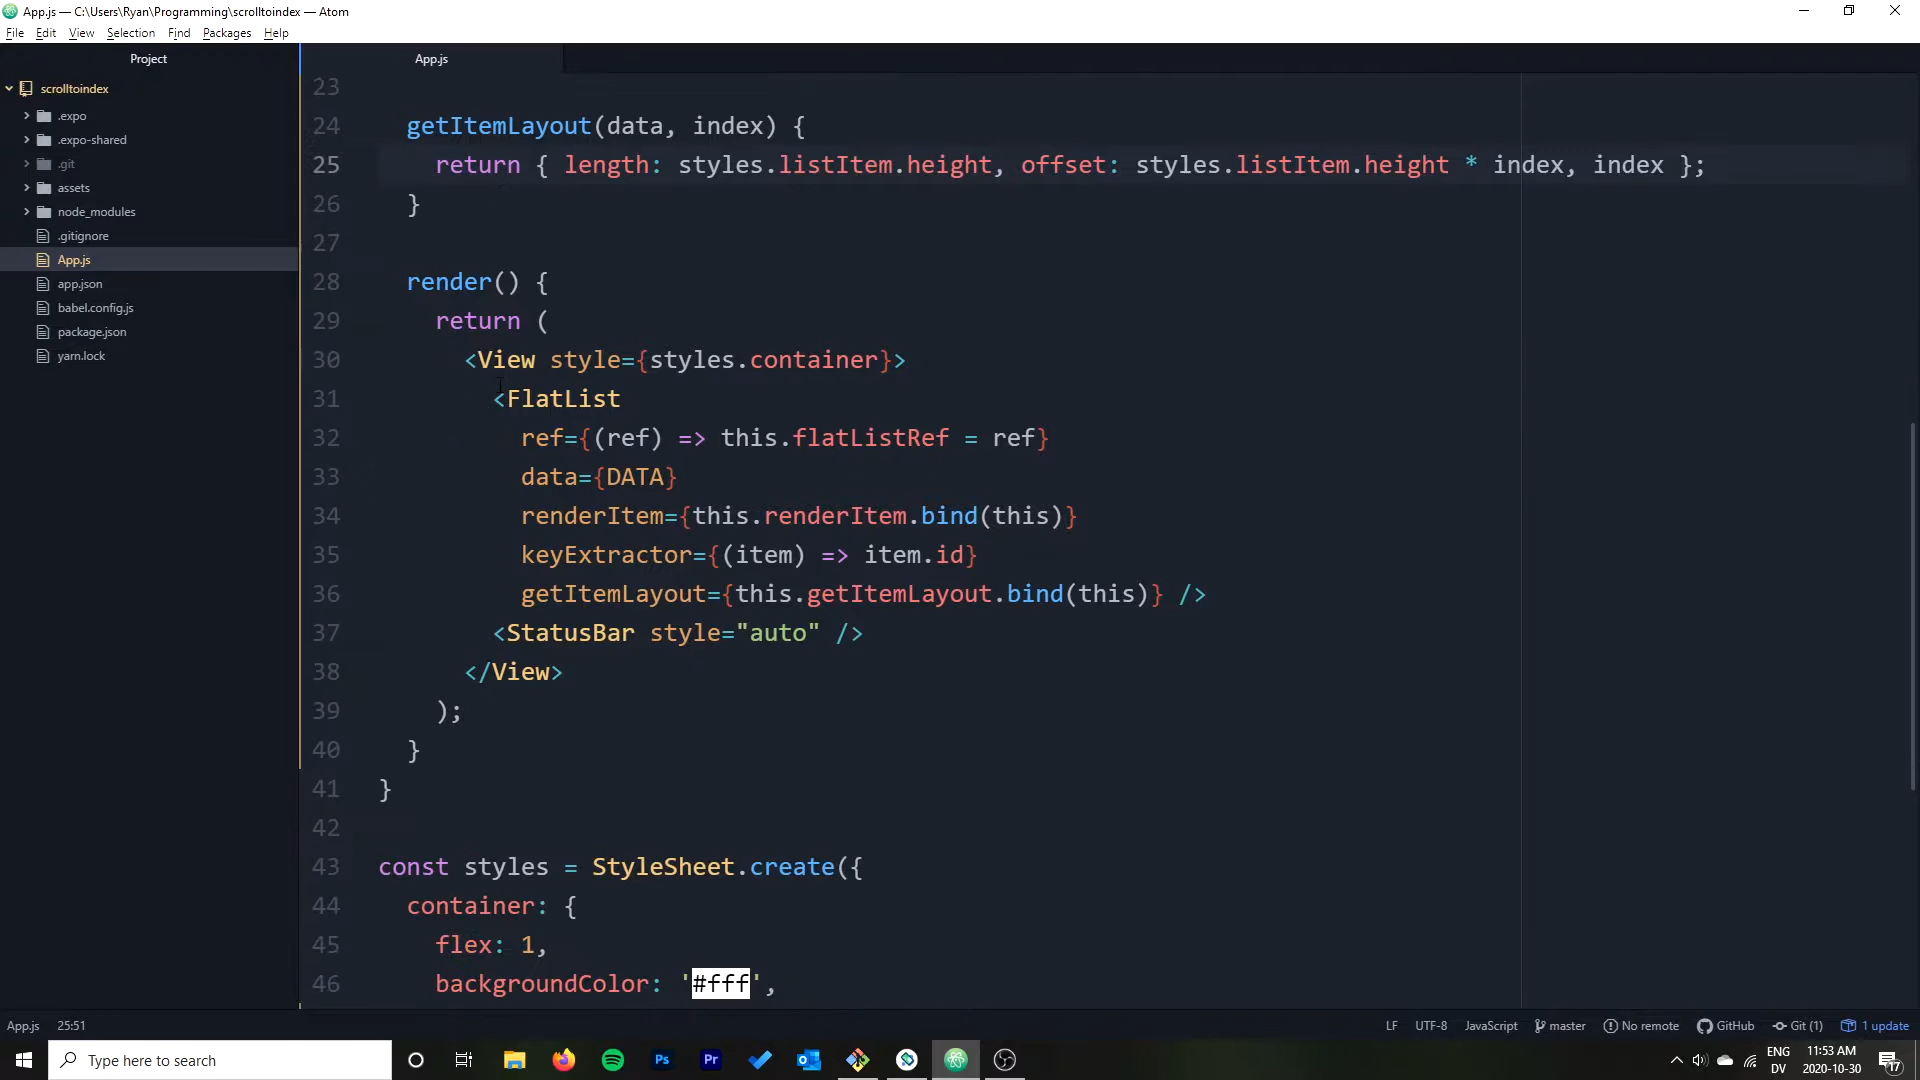 App.js — C:\Users\Ryan\Programming\scrolltoindex — Atom
File Edit View Selection Find Packages Help
Project
scrolltoindex
.expo
.expo-shared
.git
assets
node_modules
.gitignore
App.js
app.json
babel.config.js
package.json
yarn.lock
App.js
23
24 getItemLayout(data, index) {
25 return { length: styles.listItem.height, offset: styles.listItem.height * index, index };
26 }
27
28 render() {
29 return (
30 <View style={styles.container}>
31 <FlatList
32 ref={(ref) => this.flatListRef = ref}
33 data={DATA}
34 renderItem={this.renderItem.bind(this)}
35 keyExtractor={(item) => item.id}
36 getItemLayout={this.getItemLayout.bind(this)} />
37 <StatusBar style="auto" />
38 </View>
39 );
40 }
41 }
42
43 const styles = StyleSheet.create({
44 container: {
45 flex: 1,
46 backgroundColor: '#fff',
App.js 25:51 LF UTF-8 JavaScript master No remote GitHub Git (1) 1 update
Type here to search
Ps
Pr
ENG
DV
11:53 AM
2020-10-30
17